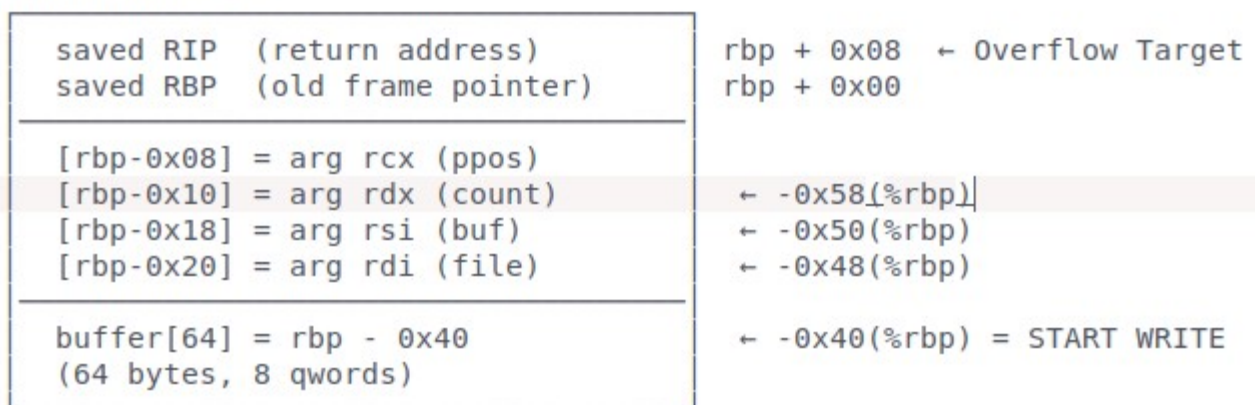 saved RIP (return address) rbp + 0x08 ← Overflow Target
saved RBP (old frame pointer) rbp + 0x00
[rbp-0x08] = arg rcx (ppos)
[rbp-0x10] = arg rdx (count) ← -0x58(%rbp)
[rbp-0x18] = arg rsi (buf) ← -0x50(%rbp)
[rbp-0x20] = arg rdi (file) ← -0x48(%rbp)
buffer[64] = rbp - 0x40 ← -0x40(%rbp) = START WRITE
(64 bytes, 8 qwords)